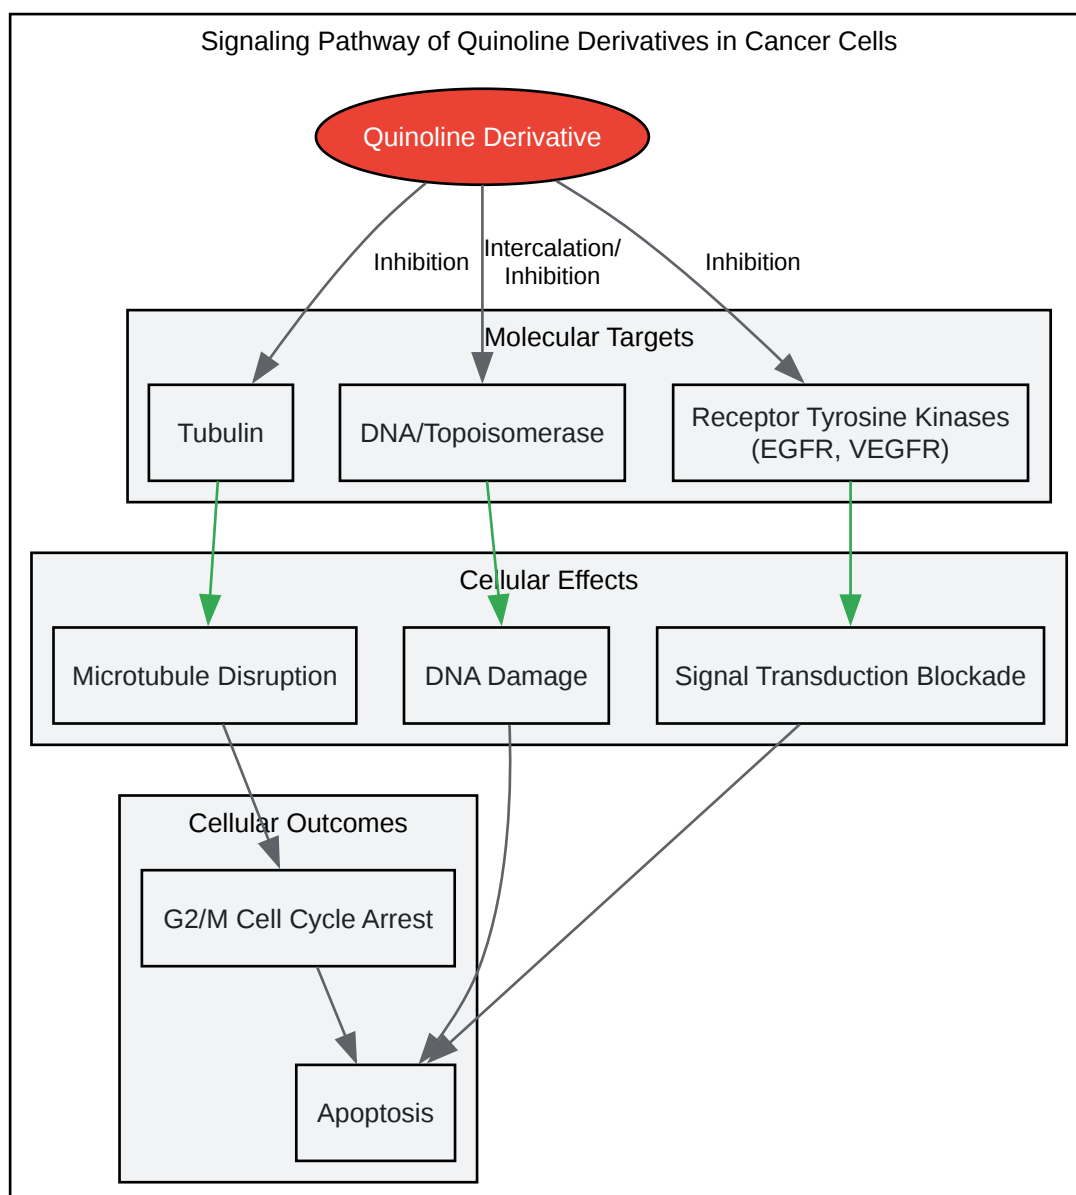 Signaling Pathway of Quinoline Derivatives in Cancer Cells
Quinoline Derivative
Inhibition
Intercalation/
Inhibition
Inhibition
Molecular Targets
Tubulin
DNA/Topoisomerase
Receptor Tyrosine Kinases
(EGFR, VEGFR)
Cellular Effects
Microtubule Disruption
DNA Damage
Signal Transduction Blockade
Cellular Outcomes
G2/M Cell Cycle Arrest
Apoptosis